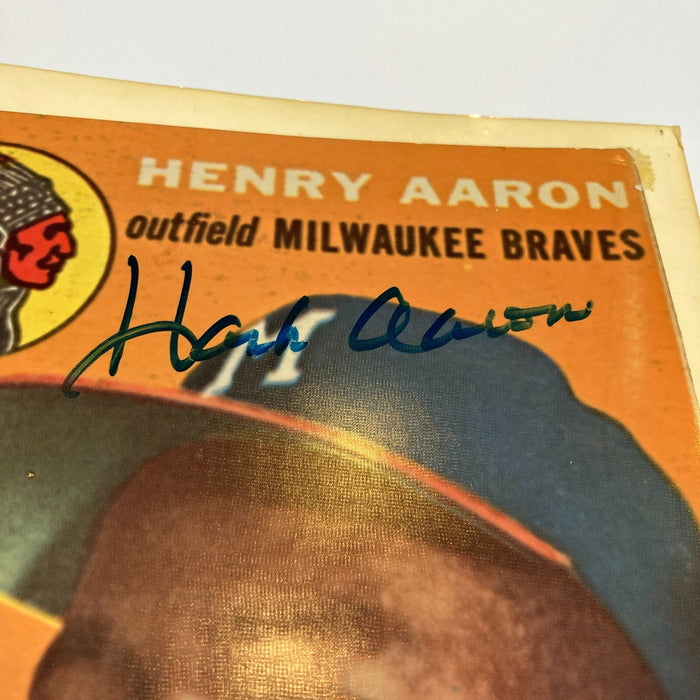 HENRY AARON
outfield MILWAUKEE BRAVES
Hank Aaron
M